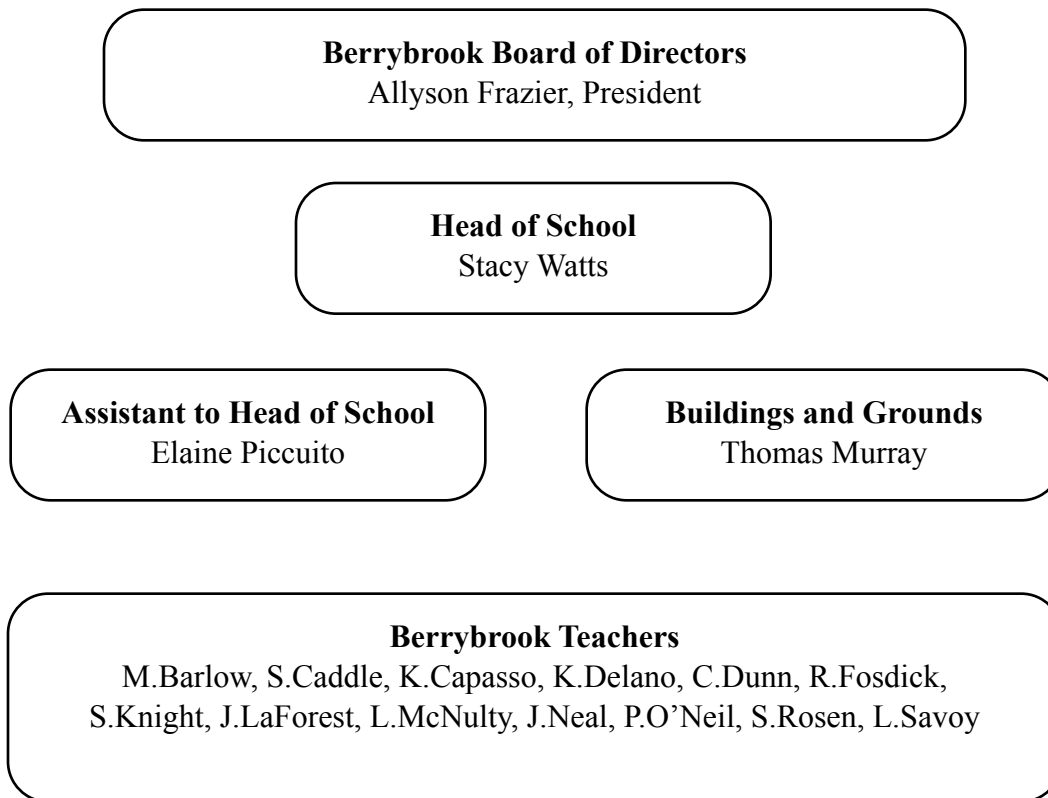 Berrybrook Board of Directors
Allyson Frazier, President
Head of School
Stacy Watts
Assistant to Head of School
Elaine Piccuito
Buildings and Grounds
Thomas Murray
Berrybrook Teachers
M.Barlow, S.Caddle, K.Capasso, K.Delano, C.Dunn, R.Fosdick,
S.Knight, J.LaForest, L.McNulty, J.Neal, P.O’Neil, S.Rosen, L.Savoy